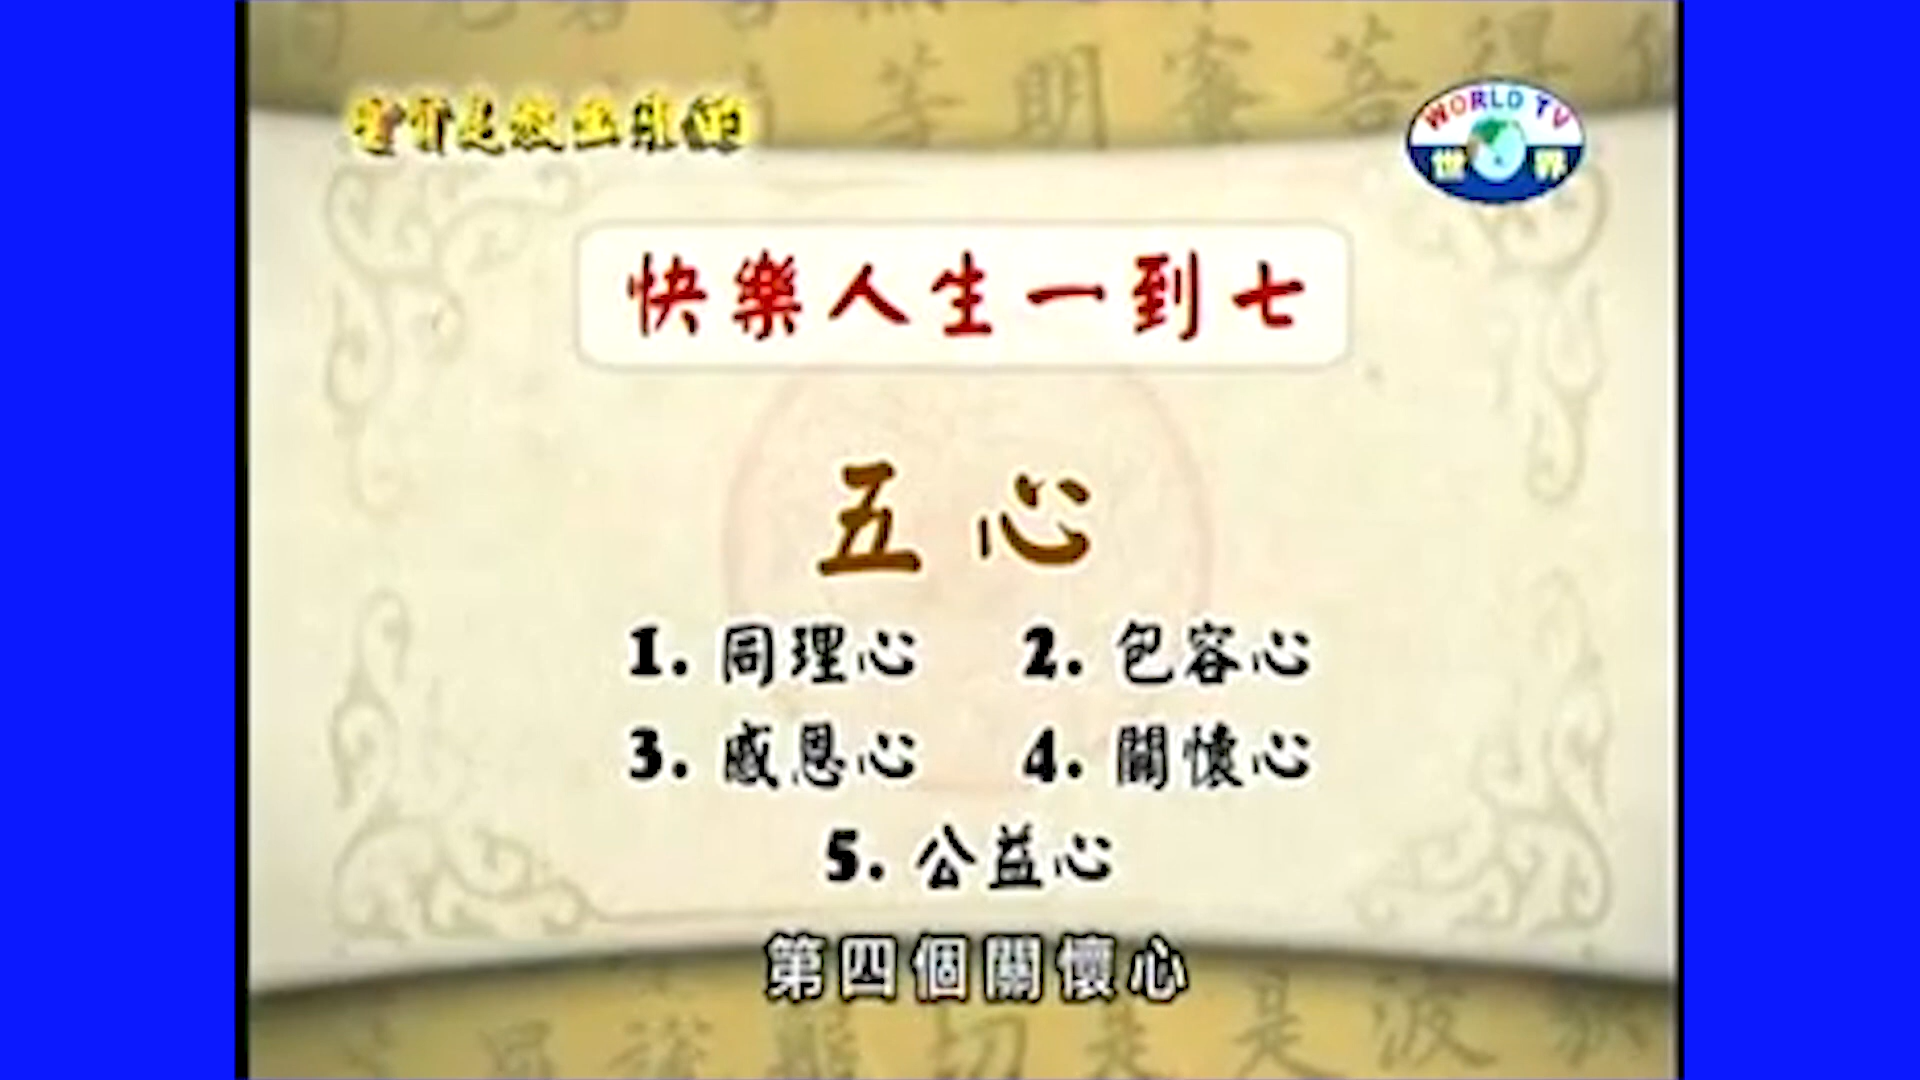 WORLD TV
世界
快樂人生一到七
五心
1. 同理心 2. 包容心
3. 感恩心 4. 關懷心
5. 公益心
第四個關懷心